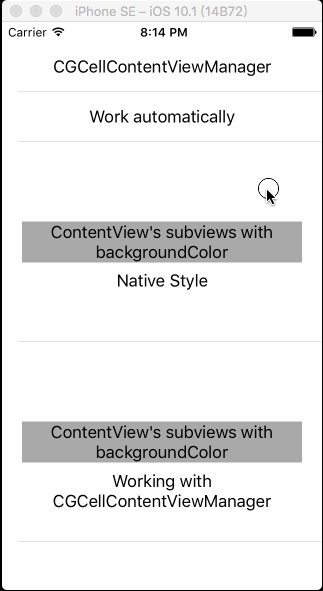 iPhone SE – iOS 10.1 (14B72)
Carrier 8:14 PM
CGCellContentViewManager
Work automatically
ContentView's subviews with
backgroundColor
Native Style
ContentView's subviews with
backgroundColor
Working with
CGCellContentViewManager